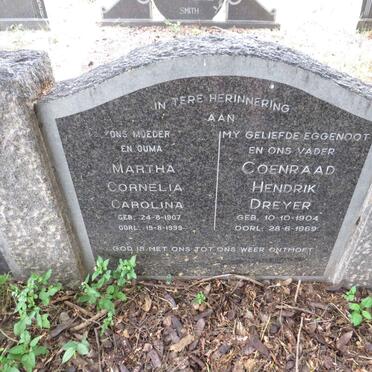 SMITH
IN TERE HERINNERING
AAN
ONS MOEDER
EN OUMA
MARTHA
CORNELIA
CAROLINA
GEB: 24-8-1907
OORL: 19-8-1999
MY GELIEFDE EGGENOOT
EN ONS VADER
COENRAAD
HENDRIK
DREYER
GEB: 10-10-1904
OORL: 28-6-1969
GOD IS MET ONS TOT ONS WEER ONTMOET